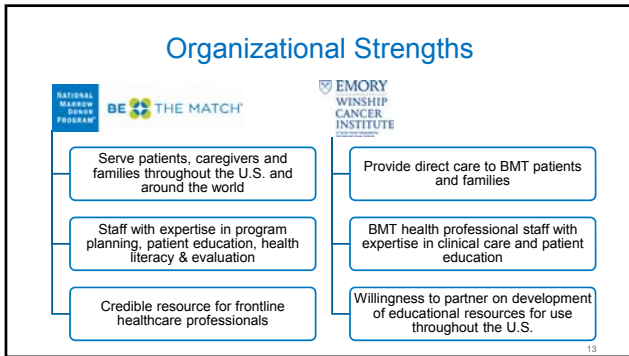 Organizational Strengths
NATIONAL
MARROW
DONOR
PROGRAM®
BE THE MATCH®
EMORY
WINSHIP
CANCER
INSTITUTE
Serve patients, caregivers and
families throughout the U.S. and
around the world
Staff with expertise in program
planning, patient education, health
literacy & evaluation
Credible resource for frontline
healthcare professionals
Provide direct care to BMT patients
and families
BMT health professional staff with
expertise in clinical care and patient
education
Willingness to partner on development
of educational resources for use
throughout the U.S.
13